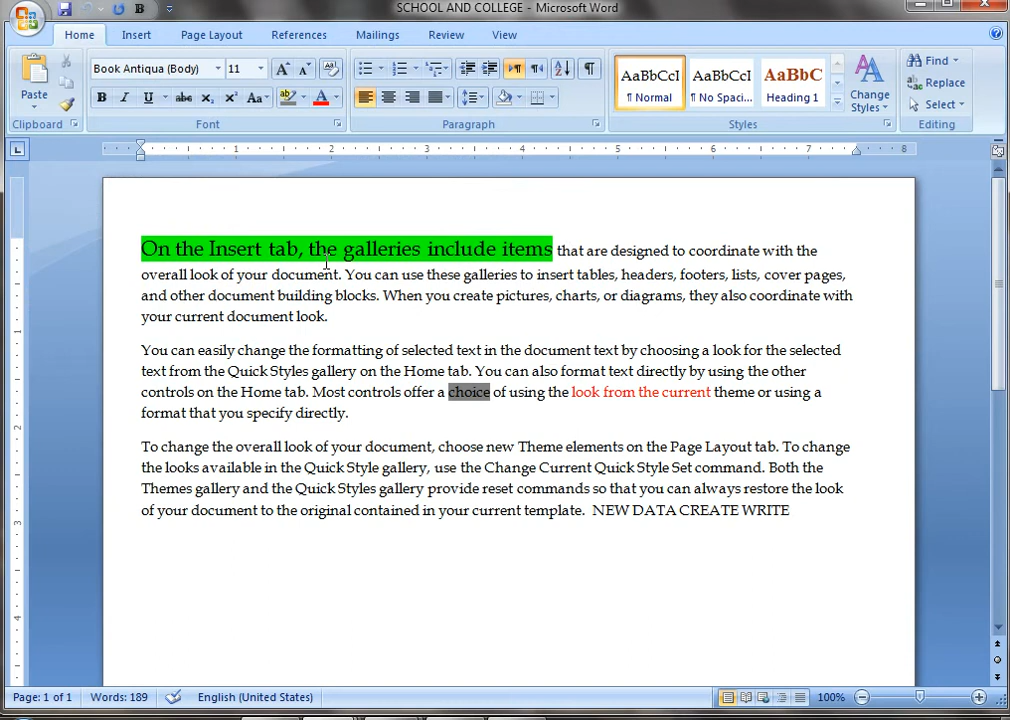 SCHOOL AND COLLEGE - Microsoft Word
Home Insert Page Layout References Mailings Review View
Paste
Clipboard
Book Antiqua (Body) 11
Font
Paragraph
AaBbCcI AaBbCcI AaBbC
¶ Normal ¶ No Spaci... Heading 1
Change Styles
Styles
Find
Replace
Select
Editing
1 2 3 4 5 6 7 8
On the Insert tab, the galleries include items that are designed to coordinate with the
overall look of your document. You can use these galleries to insert tables, headers, footers, lists, cover pages,
and other document building blocks. When you create pictures, charts, or diagrams, they also coordinate with
your current document look.
You can easily change the formatting of selected text in the document text by choosing a look for the selected
text from the Quick Styles gallery on the Home tab. You can also format text directly by using the other
controls on the Home tab. Most controls offer a choice of using the look from the current theme or using a
format that you specify directly.
To change the overall look of your document, choose new Theme elements on the Page Layout tab. To change
the looks available in the Quick Style gallery, use the Change Current Quick Style Set command. Both the
Themes gallery and the Quick Styles gallery provide reset commands so that you can always restore the look
of your document to the original contained in your current template.  NEW DATA CREATE WRITE
Page: 1 of 1 Words: 189 English (United States) 100%